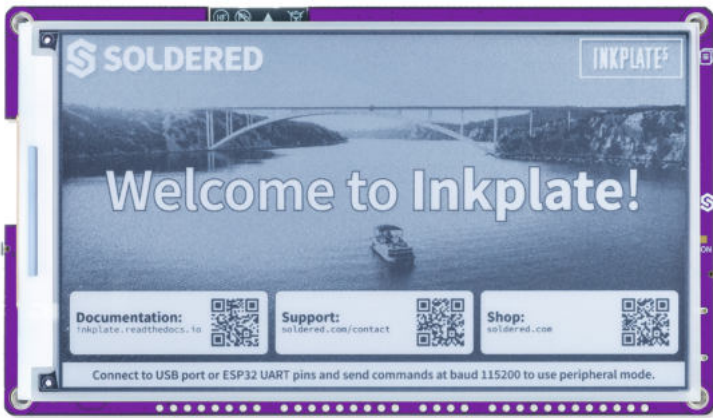 SOLDERED
INKPLATE5
Welcome to Inkplate!
Documentation:
inkplate.readthedocs.io
Support:
soldered.com/contact
Shop:
soldered.com
Connect to USB port or ESP32 UART pins and send commands at baud 115200 to use peripheral mode.